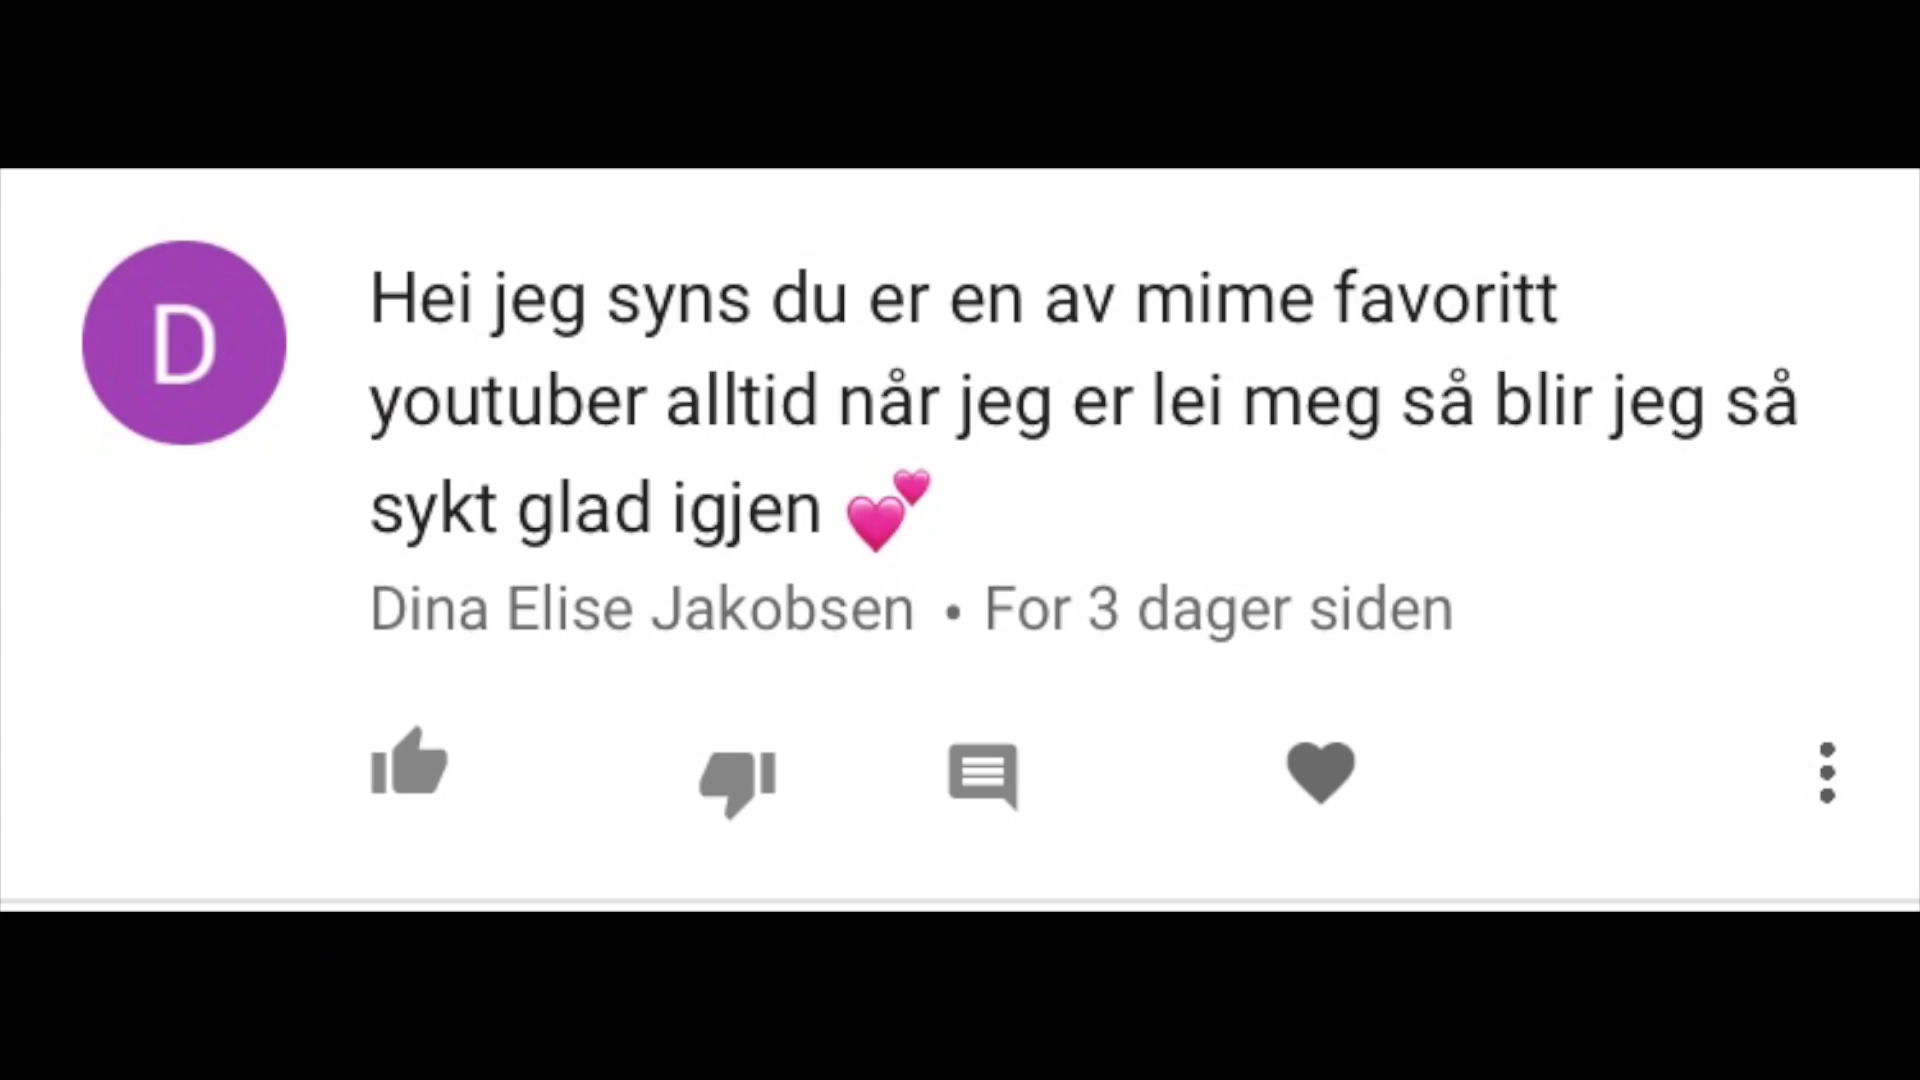 D
Hei jeg syns du er en av mime favoritt
youtuber alltid når jeg er lei meg så blir jeg så
sykt glad igjen 💕
Dina Elise Jakobsen • For 3 dager siden